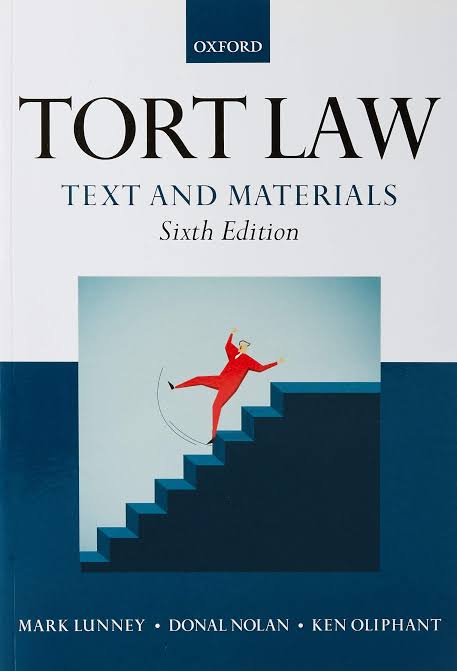 OXFORD
TORT LAW
TEXT AND MATERIALS
Sixth Edition
MARK LUNNEY • DONAL NOLAN • KEN OLIPHANT